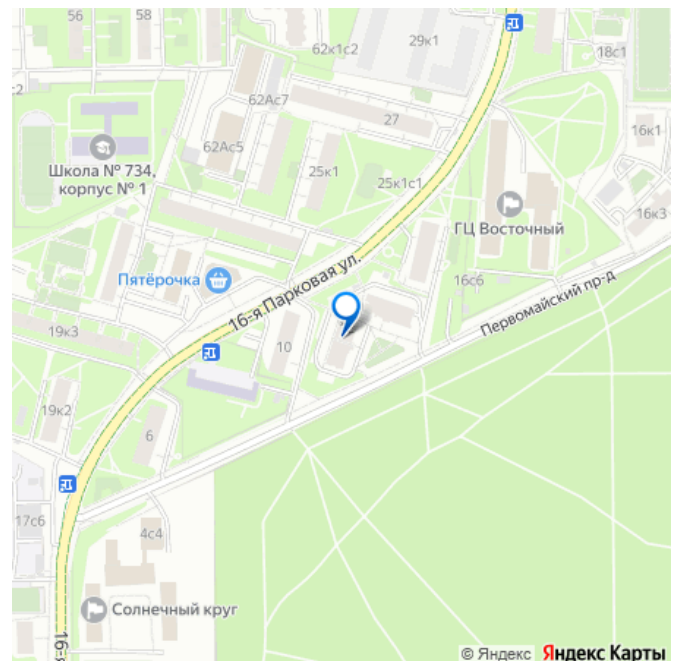 56
58
62к1с2
29к1
18с1
с2
62Ас7
27
16к1
62Ас5
Школа № 734,
корпус № 1
25к1
25к1с1
ГЦ Восточный
16к3
Пятёрочка
16-я Парковая ул.
16с6
Первомайский пр-д
19к3
10
19к2
6
17с6
4с4
Солнечный круг
16-я
© Яндекс Яндекс Карты